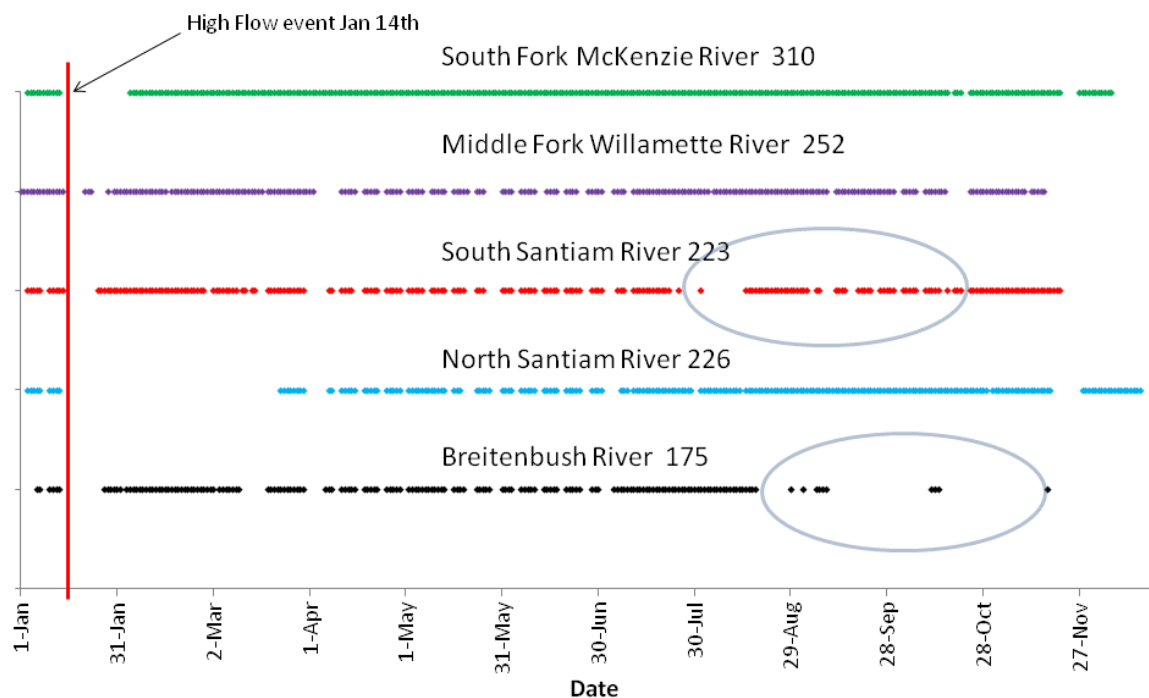 High Flow event Jan 14th
South Fork McKenzie River 310
Middle Fork Willamette River 252
South Santiam River 223
North Santiam River 226
Breitenbush River 175
1-Jan
31-Jan
2-Mar
1-Apr
1-May
31-May
30-Jun
30-Jul
29-Aug
28-Sep
28-Oct
27-Nov
Date